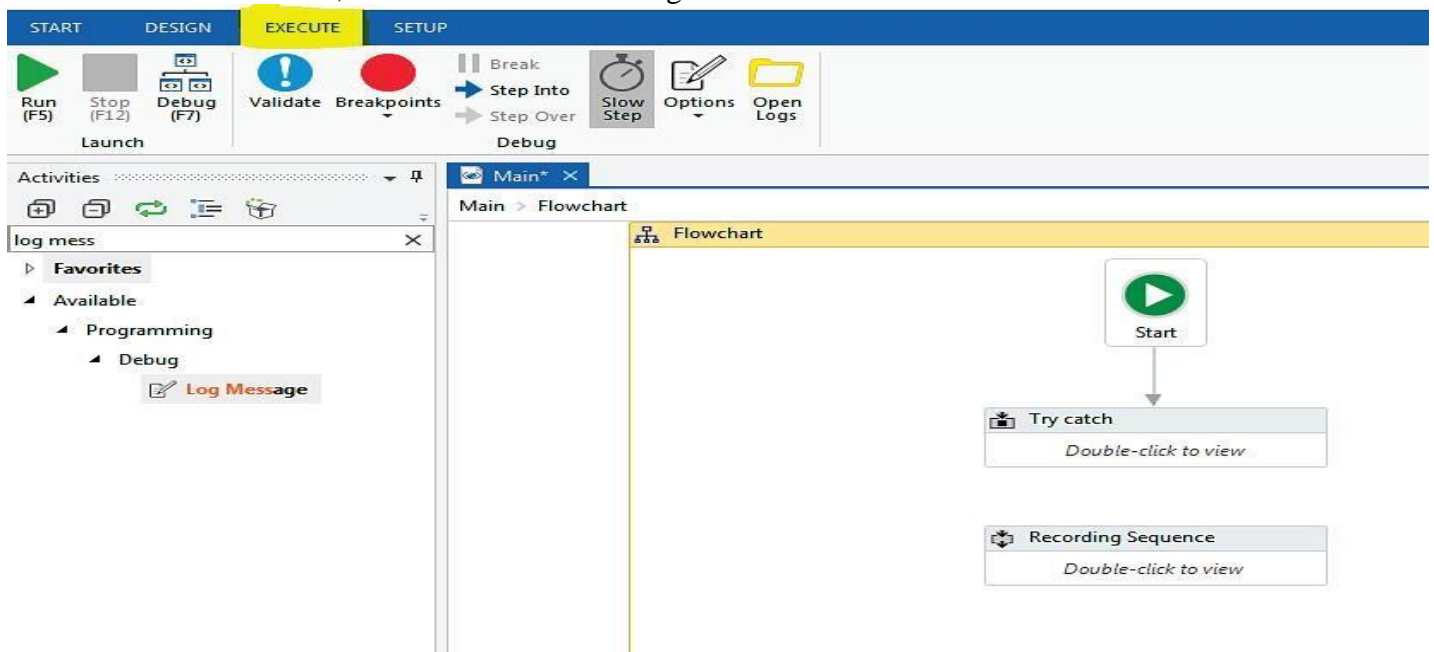 START DESIGN EXECUTE SETUP
Break
Step Into
Run Stop Debug Validate Breakpoints Slow Options Open
(F5) (F12) (F7) Step Over Step Logs
Launch Debug
Activities Main*
Main > Flowchart
log mess Flowchart
Favorites
Available
Programming
Start
Debug
Log Message
Try catch
Double-click to view
Recording Sequence
Double-click to view